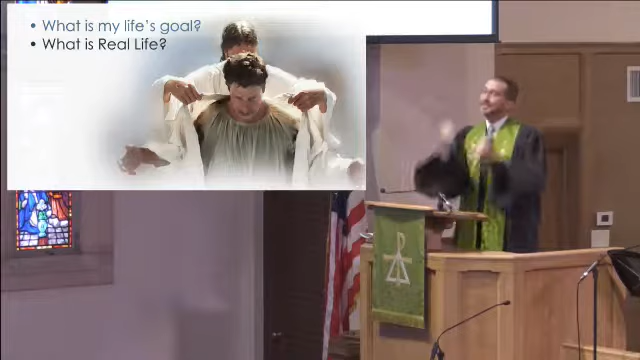 • What is my life's goal?
• What is Real Life?